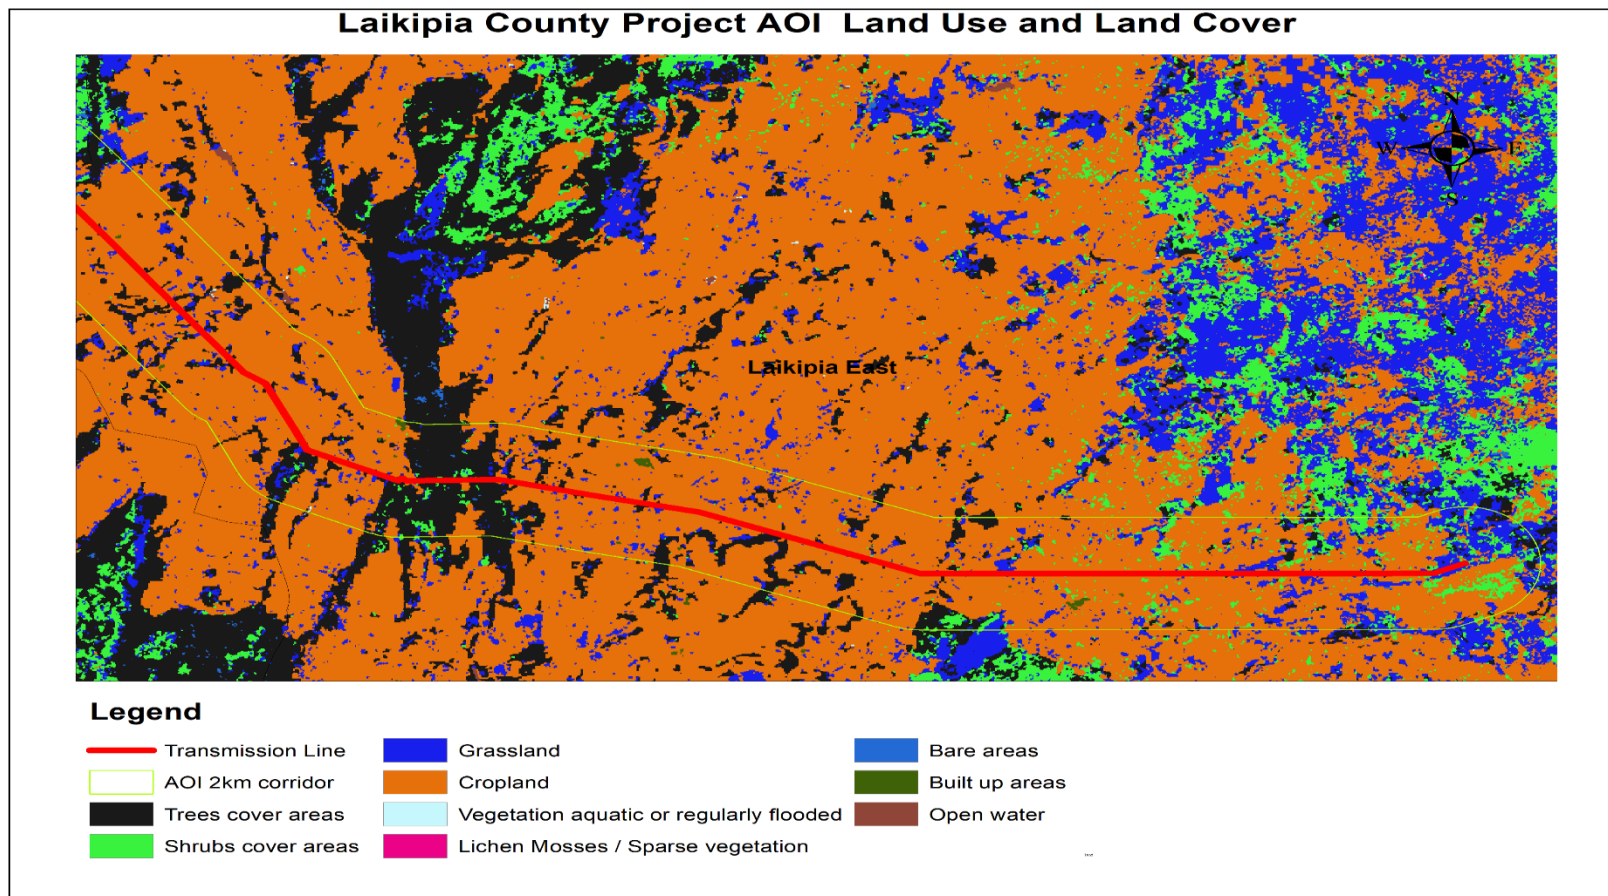 Laikipia County Project AOI Land Use and Land Cover
N
W
E
S
Laikipia East
Legend
Transmission Line
AOI 2km corridor
Trees cover areas
Shrubs cover areas
Grassland
Cropland
Vegetation aquatic or regularly flooded
Lichen Mosses / Sparse vegetation
Bare areas
Built up areas
Open water